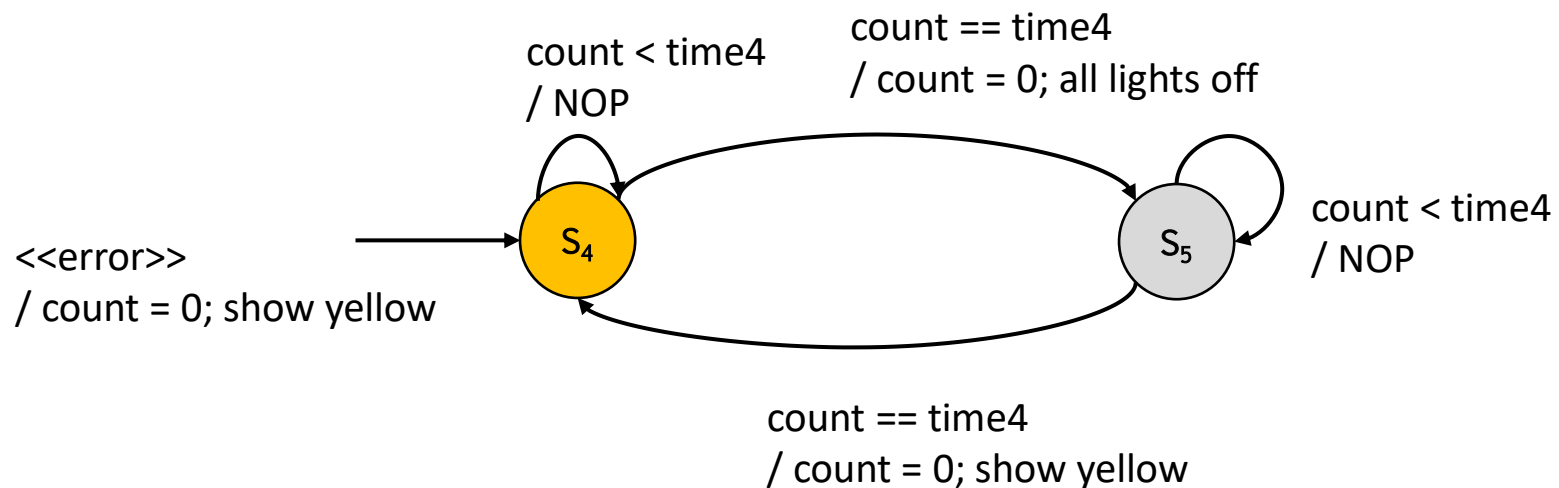 count == time4
/ count = 0; all lights off
count < time4
/ NOP
S₄
S₅
count < time4
/ NOP
<<error>>
/ count = 0; show yellow
count == time4
/ count = 0; show yellow